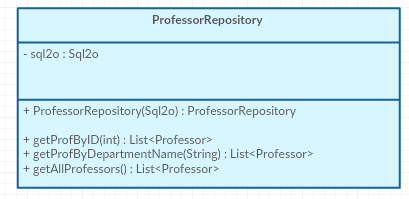 ProfessorRepository
- sql2o : Sql2o
+ ProfessorRepository(Sql2o) : ProfessorRepository
+ getProfByID(int) : List<Professor>
+ getProfByDepartmentName(String) : List<Professor>
+ getAllProfessors() : List<Professor>